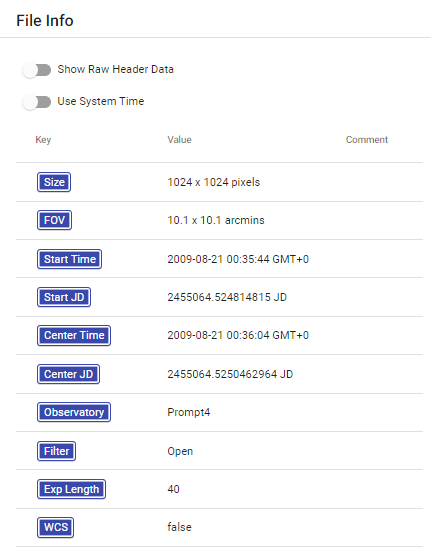 File Info
Show Raw Header Data
Use System Time
Key Value Comment
Size 1024 x 1024 pixels
FOV 10.1 x 10.1 arcmins
Start Time 2009-08-21 00:35:44 GMT+0
Start JD 2455064.524814815 JD
Center Time 2009-08-21 00:36:04 GMT+0
Center JD 2455064.5250462964 JD
Observatory Prompt4
Filter Open
Exp Length 40
WCS false